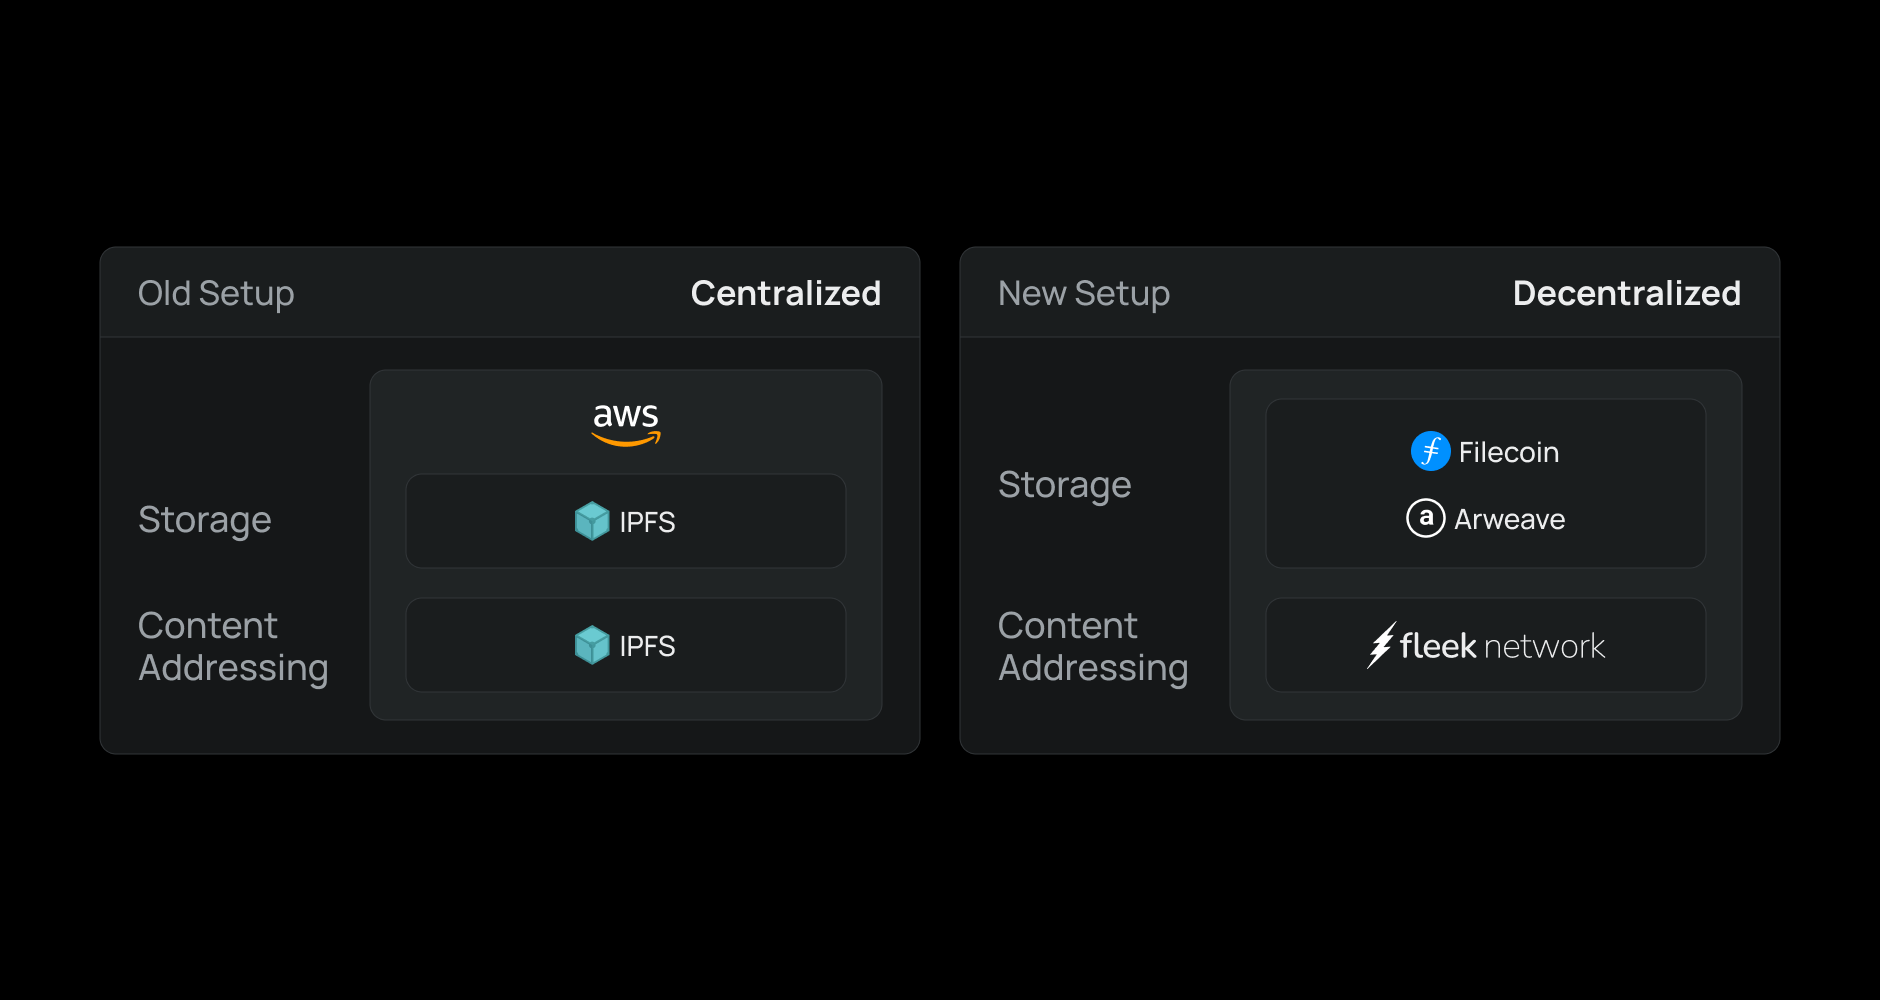 Old Setup
Centralized
aws
Storage
IPFS
Content
Addressing
IPFS
New Setup
Decentralized
Storage
Filecoin
a Arweave
Content
Addressing
fleek network